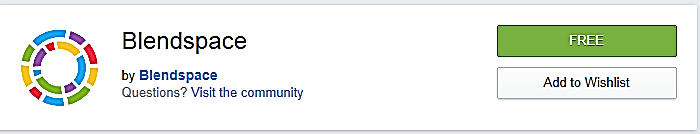 Blendspace
FREE
by Blendspace
Add to Wishlist
Questions? Visit the community